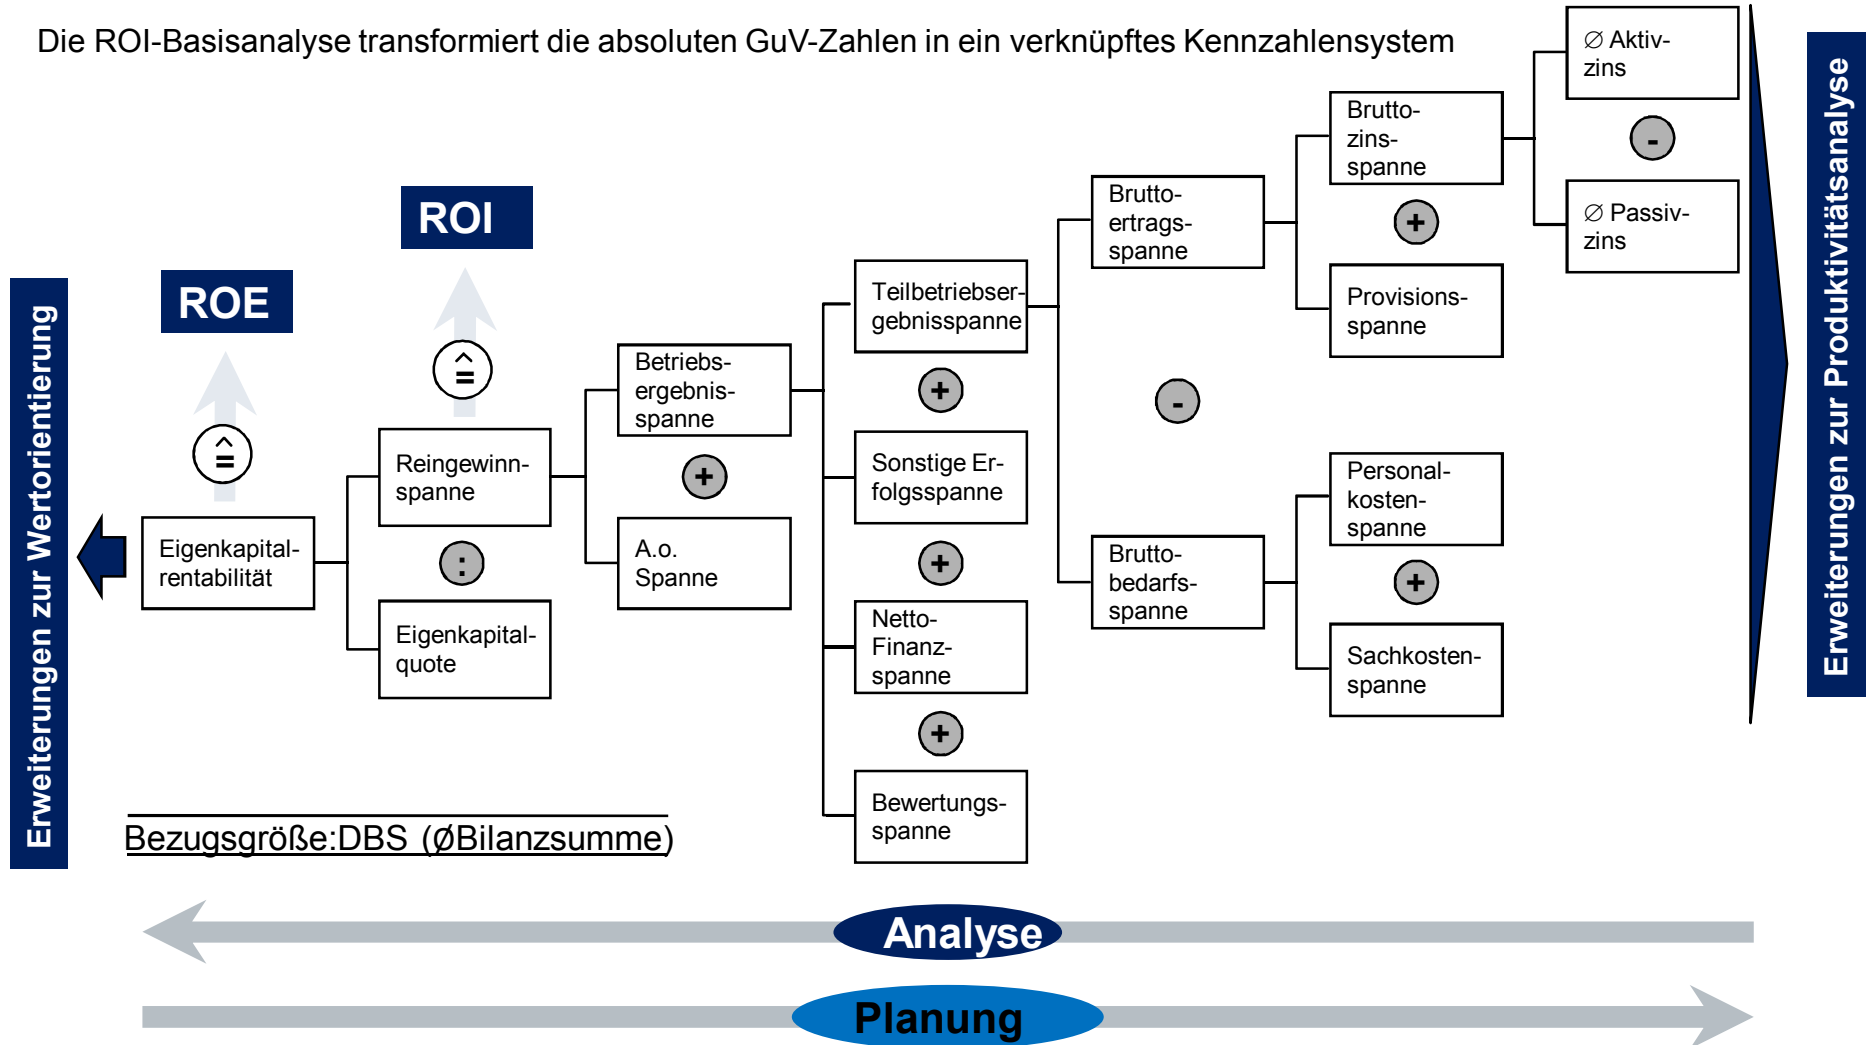 Die ROI-Basisanalyse transformiert die absoluten GuV-Zahlen in ein verknüpftes Kennzahlensystem
Erweiterungen zur Wertorientierung
ROE
^
=
Eigenkapital-
rentabilität
ROI
^
=
Reingewinn-
spanne
:
Eigenkapital-
quote
Betriebs-
ergebnis-
spanne
+
A.o.
Spanne
Teilbetriebser-
gebnisspanne
+
Sonstige Er-
folgsspanne
+
Netto-
Finanz-
spanne
+
Bewertungs-
spanne
Brutto-
ertrags-
spanne
-
Brutto-
bedarfs-
spanne
Brutto-
zins-
spanne
+
Provisions-
spanne
Personal-
kosten-
spanne
+
Sachkosten-
spanne
∅ Aktiv-
zins
-
∅ Passiv-
zins
Erweiterungen zur Produktivitätsanalyse
Bezugsgröße:DBS (∅Bilanzsumme)
Analyse
Planung